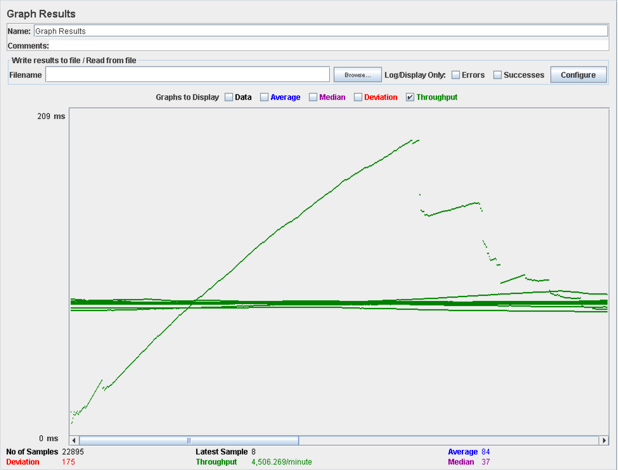 Graph Results
Name: Graph Results
Comments:
Write results to file / Read from file
Filename Browse... Log/Display Only: Errors Successes Configure
Graphs to Display Data Average Median Deviation Throughput
209 ms
0 ms
No of Samples 22895 Latest Sample 8 Average 84
Deviation 175 Throughput 4,506.269/minute Median 37